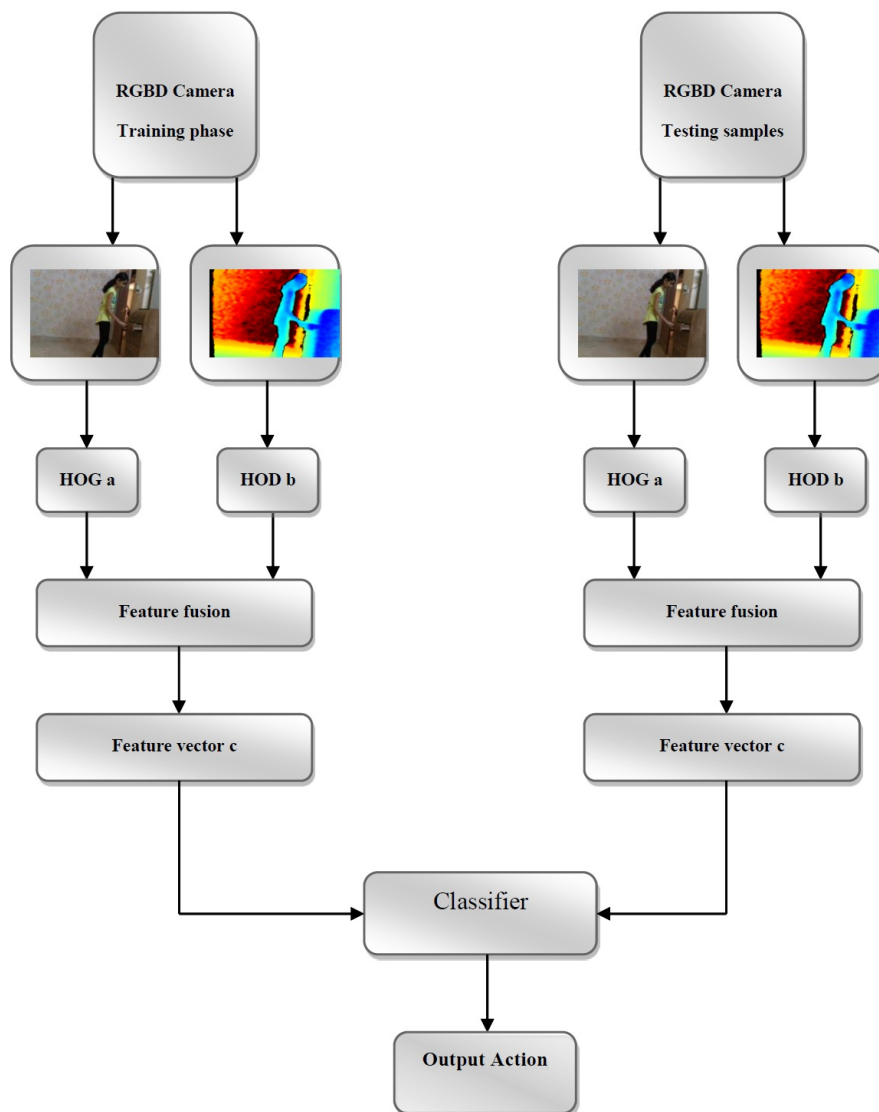 RGBD Camera
Training phase
RGBD Camera
Testing samples
HOG a
HOD b
HOG a
HOD b
Feature fusion
Feature fusion
Feature vector c
Feature vector c
Classifier
Output Action